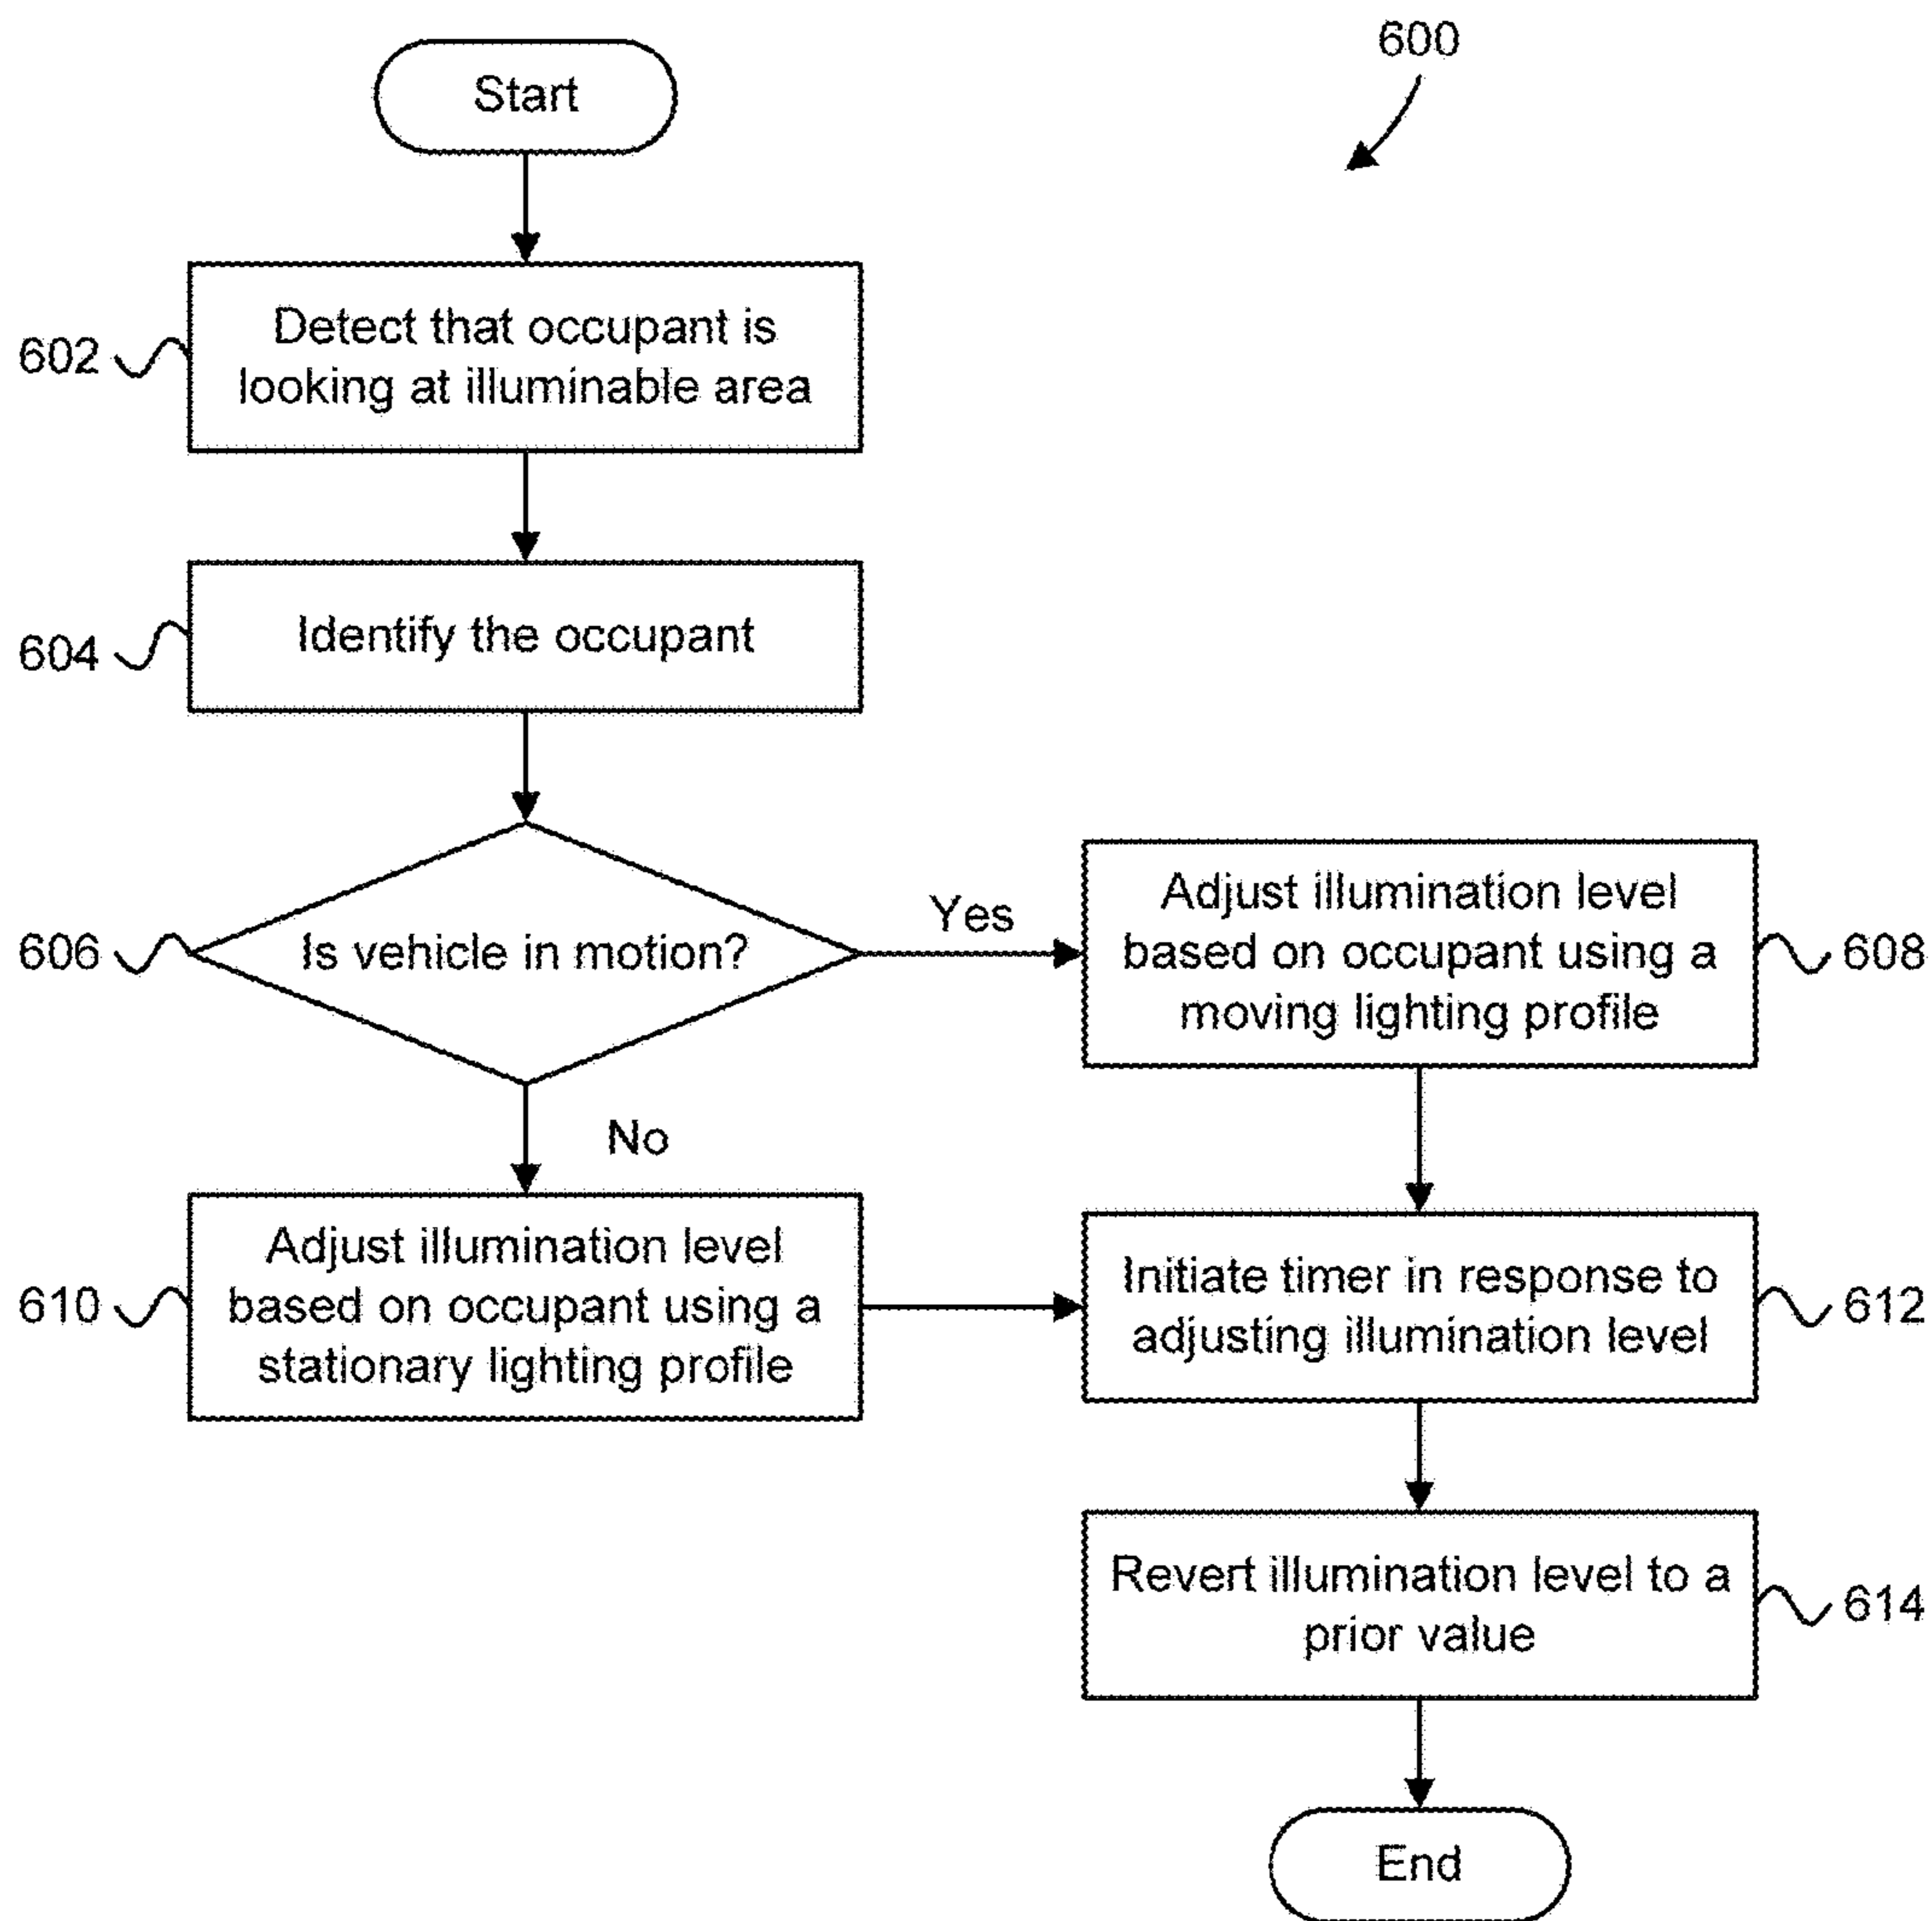 600
Start
602
Detect that occupant is
looking at illuminable area
604
Identify the occupant
606
Is vehicle in motion?
Yes
No
Adjust illumination level
based on occupant using a
moving lighting profile
608
610
Adjust illumination level
based on occupant using a
stationary lighting profile
Initiate timer in response to
adjusting illumination level
612
Revert illumination level to a
prior value
614
End